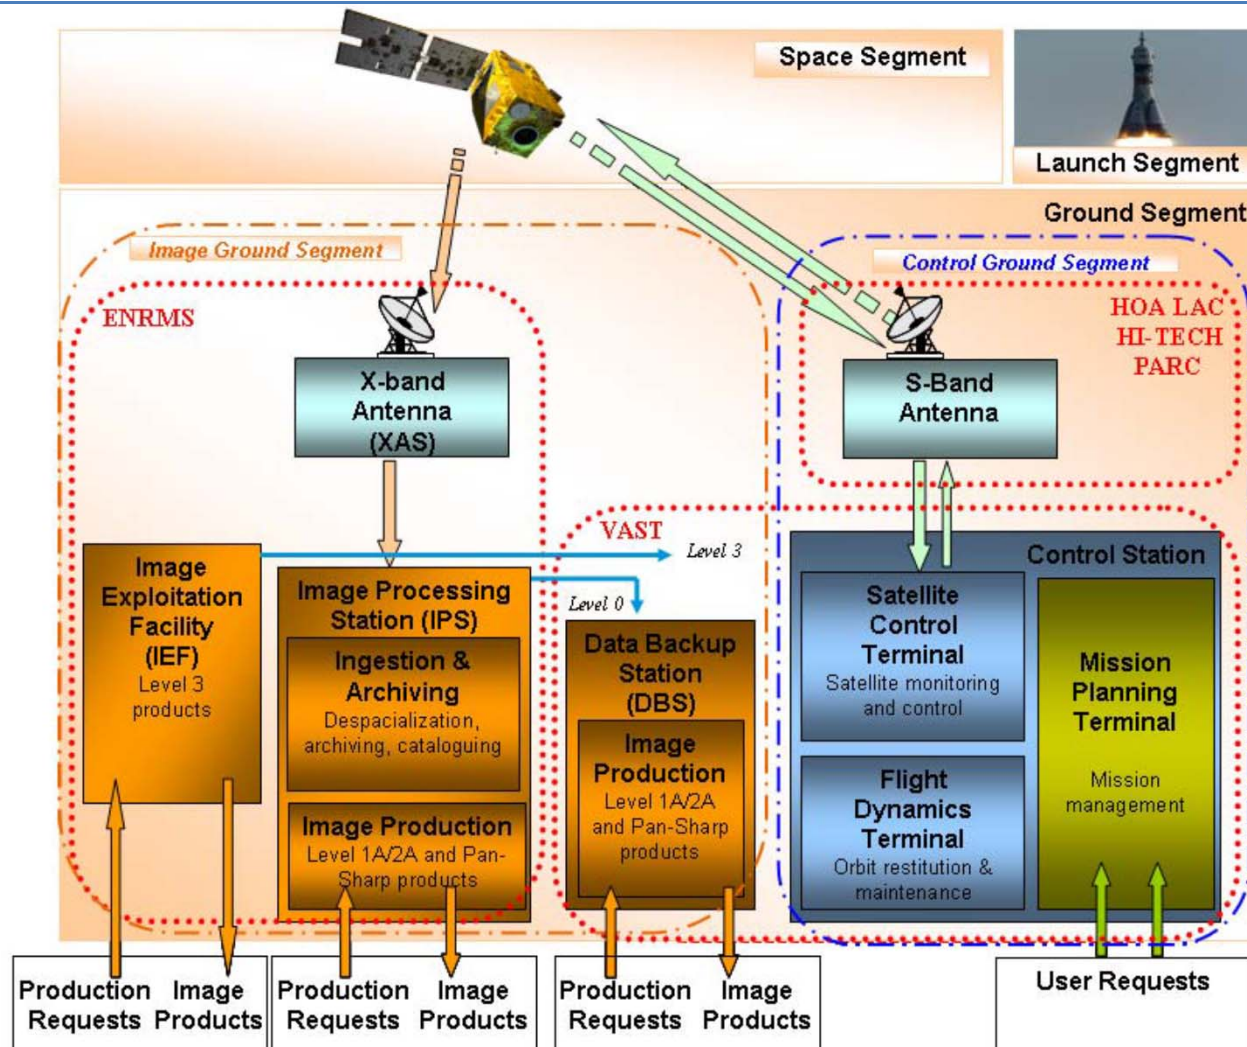 Space Segment
Launch Segment
Ground Segment
Image Ground Segment
Control Ground Segment
ENRMS
HOA LAC
HI-TECH
PARC
X-band
Antenna
(XAS)
S-Band
Antenna
VAST
Level 3
Level 0
Image
Exploitation
Facility
(IEF)
Level 3
products
Image Processing
Station (IPS)
Ingestion &
Archiving
Despacialization,
archiving, cataloguing
Image Production
Level 1A/2A and Pan-
Sharp products
Data Backup
Station
(DBS)
Image
Production
Level 1A/2A
and Pan-Sharp
products
Control Station
Satellite
Control
Terminal
Satellite monitoring
and control
Flight
Dynamics
Terminal
Orbit restitution &
maintenance
Mission
Planning
Terminal
Mission
management
Production
Requests
Image
Products
Production
Requests
Image
Products
Production
Requests
Image
Products
User Requests